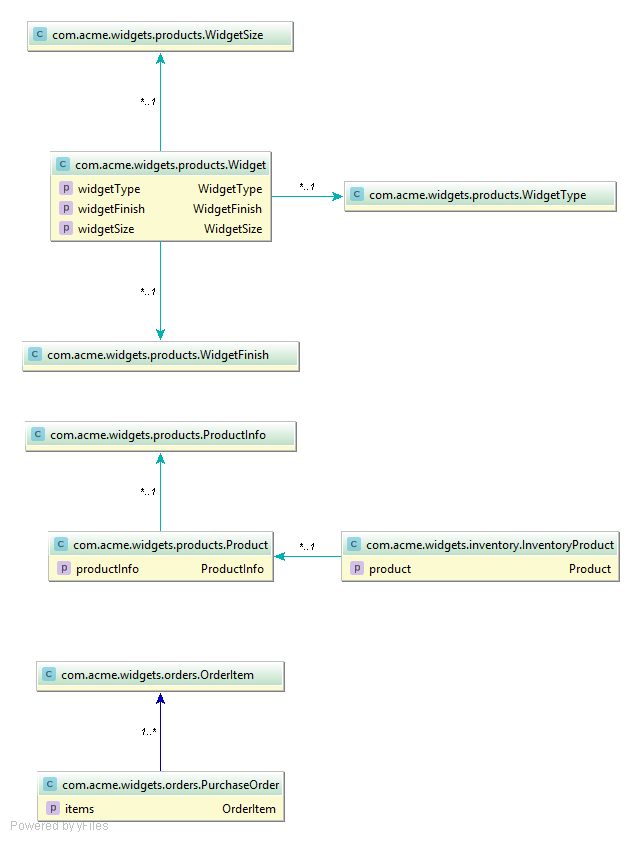 C com.acme.widgets.products.WidgetSize
*..1
C com.acme.widgets.products.Widget
p widgetType WidgetType
*..1
C com.acme.widgets.products.WidgetType
p widgetFinish WidgetFinish
p widgetSize WidgetSize
*..1
C com.acme.widgets.products.WidgetFinish
C com.acme.widgets.products.ProductInfo
*..1
C com.acme.widgets.products.Product
p productInfo ProductInfo
*..1
C com.acme.widgets.inventory.InventoryProduct
p product Product
C com.acme.widgets.orders.OrderItem
1..*
C com.acme.widgets.orders.PurchaseOrder
p items OrderItem
Powered by yFiles